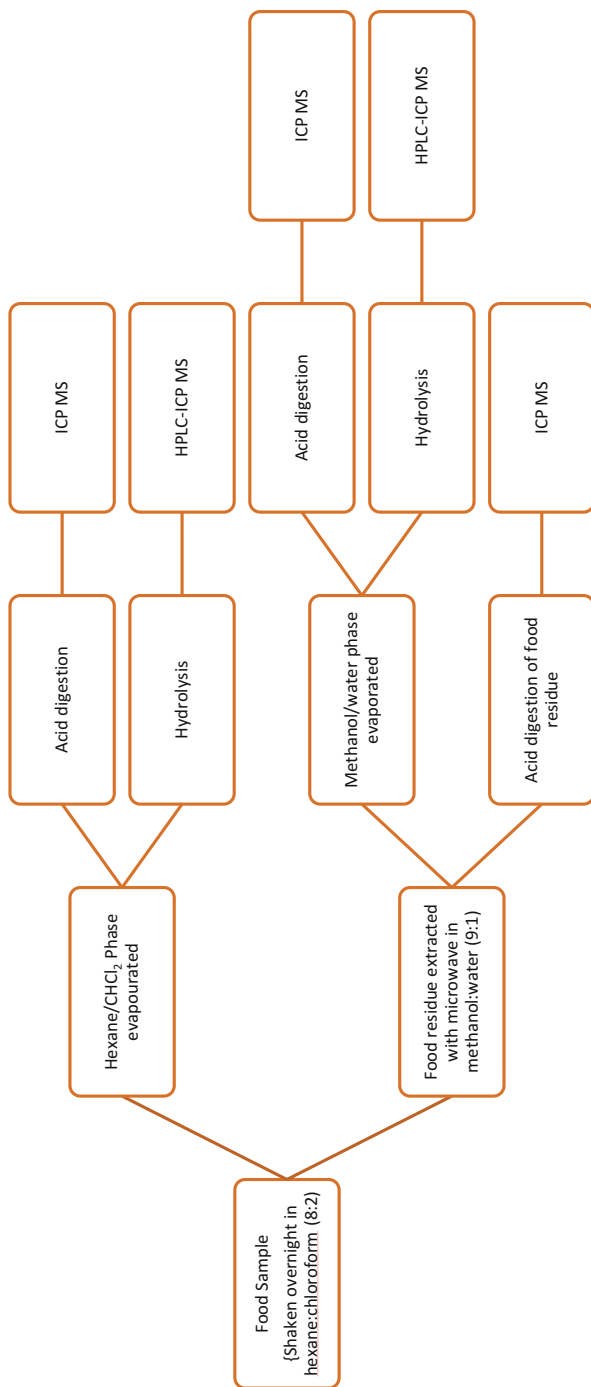 Food Sample
{Shaken overnight in
hexane:chloroform (8:2)
Hexane/CHCl₂ Phase
evapourated
Acid digestion
ICP MS
Hydrolysis
HPLC-ICP MS
Food residue extracted
with microwave in
methanol:water (9:1)
Methanol/water phase
evaporated
Acid digestion
ICP MS
Hydrolysis
HPLC-ICP MS
Acid digestion of food
residue
ICP MS